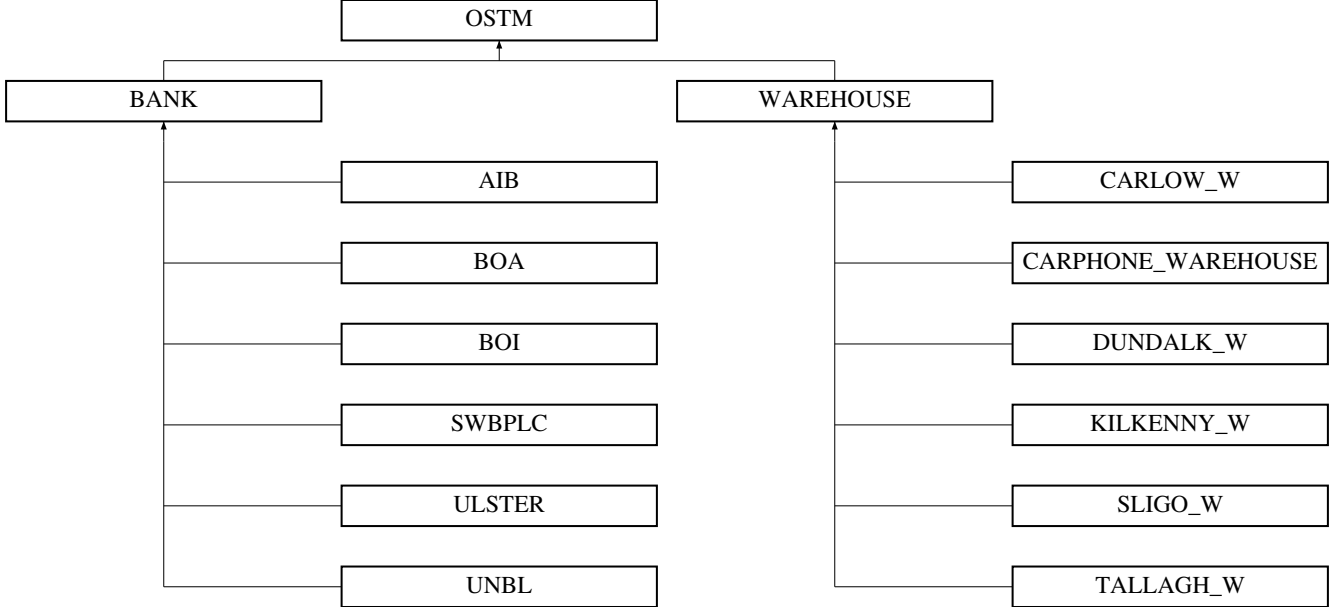 OSTM
BANK
WAREHOUSE
AIB
CARLOW_W
BOA
CARPHONE_WAREHOUSE
BOI
DUNDALK_W
SWBPLC
KILKENNY_W
ULSTER
SLIGO_W
UNBL
TALLAGH_W